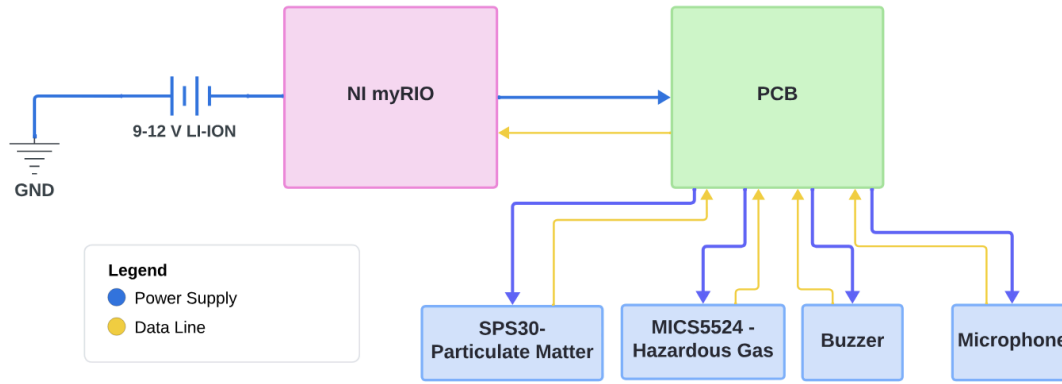 NI myRIO
PCB
9-12 V LI-ION
GND
Legend
Power Supply
Data Line
SPS30-
Particulate Matter
MICS5524 -
Hazardous Gas
Buzzer
Microphone